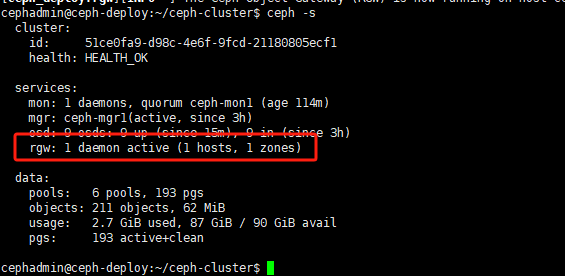 [ceph_deploy.rgw][INFO ] The Ceph Object Gateway (RGW) is now running on host
cephadmin@ceph-deploy:~/ceph-cluster$ ceph -s
cluster:
id: 51ce0fa9-d98c-4e6f-9fcd-21180805ecf1
health: HEALTH_OK
services:
mon: 1 daemons, quorum ceph-mon1 (age 114m)
mgr: ceph-mgr1(active, since 3h)
osd: 9 osds: 9 up (since 15m), 9 in (since 3h)
rgw: 1 daemon active (1 hosts, 1 zones)
data:
pools: 6 pools, 193 pgs
objects: 211 objects, 62 MiB
usage: 2.7 GiB used, 87 GiB / 90 GiB avail
pgs: 193 active+clean
cephadmin@ceph-deploy:~/ceph-cluster$